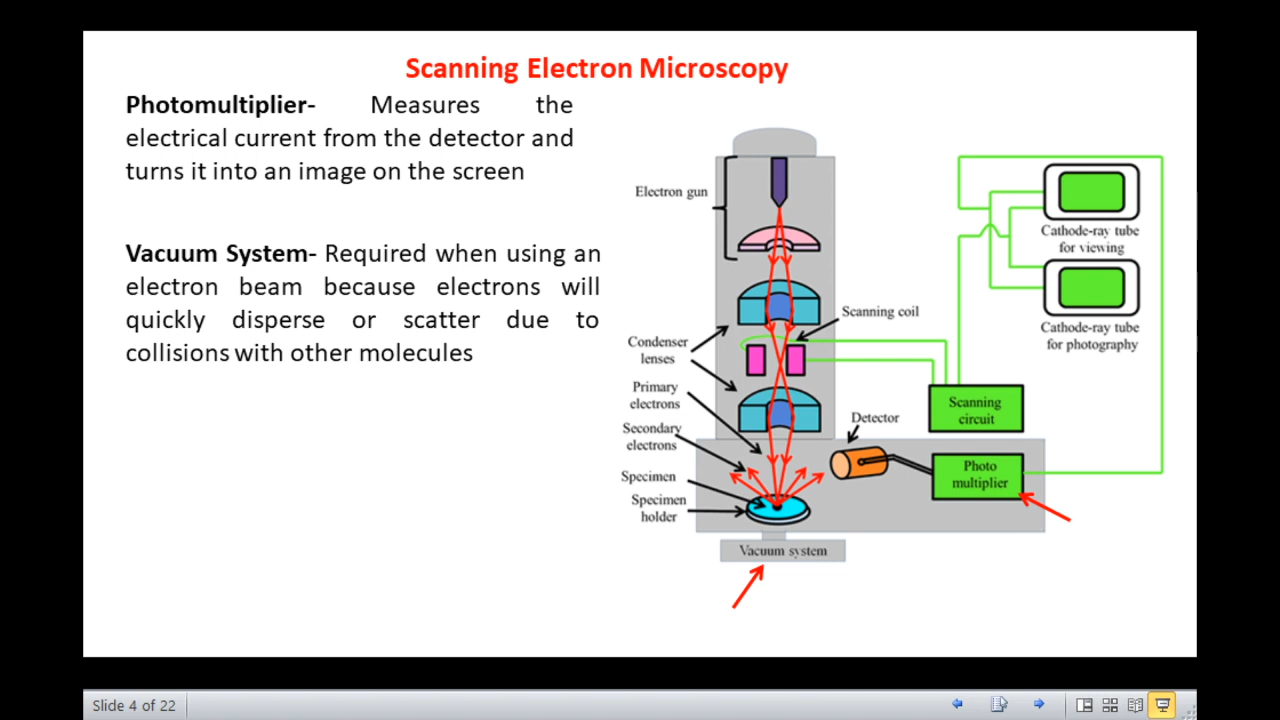 Scanning Electron Microscopy
Photomultiplier- Measures the
electrical current from the detector and
turns it into an image on the screen
Vacuum System- Required when using an
electron beam because electrons will
quickly disperse or scatter due to
collisions with other molecules
Electron gun
Scanning coil
Condenser
lenses
Primary
electrons
Secondary
electrons
Specimen
Specimen
holder
Vacuum system
Detector
Photo
multiplier
Scanning
circuit
Cathode-ray tube
for viewing
Cathode-ray tube
for photography
Slide 4 of 22